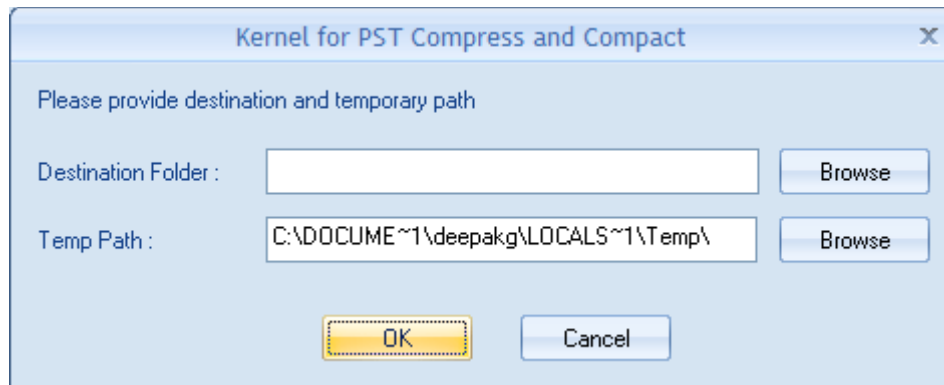 Kernel for PST Compress and Compact
x
Please provide destination and temporary path
Destination Folder : Browse
Temp Path : C:\DOCUME~1\deepakg\LOCALS~1\Temp\ Browse
OK Cancel